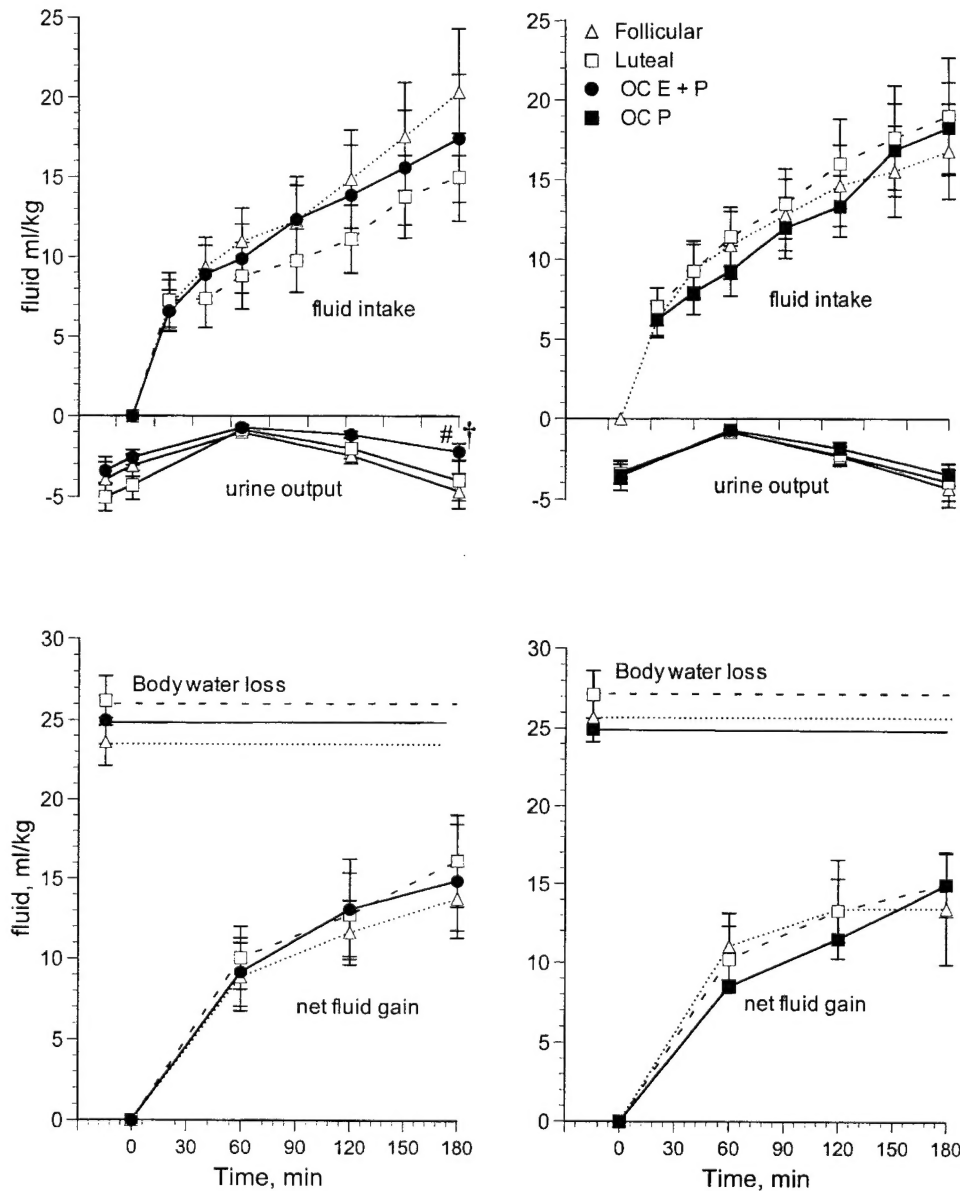 25
20
15
10
5
0
-5
fluid ml/kg
fluid intake
# †
urine output
25
20
15
10
5
0
-5
Follicular
Luteal
OC E + P
OC P
fluid intake
urine output
30
25
20
15
10
5
0
fluid, ml/kg
Body water loss
net fluid gain
0 30 60 90 120 150 180
Time, min
30
25
20
15
10
5
0
Body water loss
net fluid gain
0 30 60 90 120 150 180
Time, min